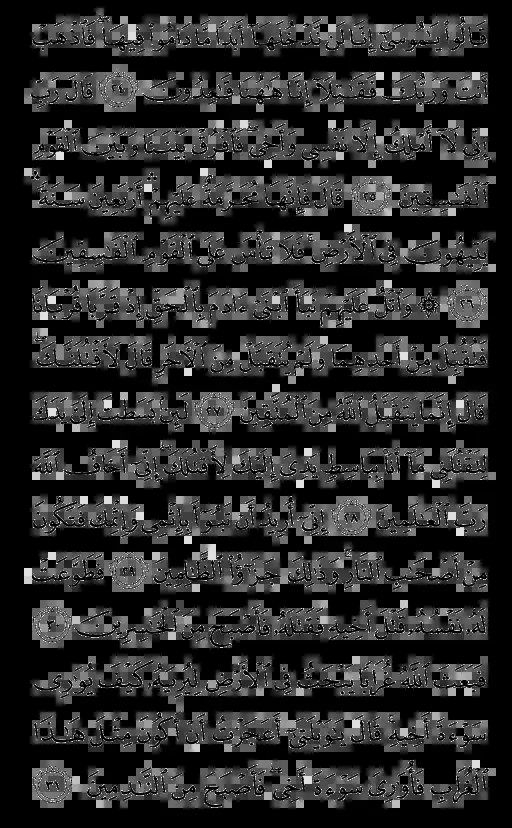 قَالُوا۟ يَـٰمُوسَىٰٓ إِنَّا لَن نَّدْخُلَهَآ أَبَدًا مَّا دَامُوا۟ فِيهَا فَٱذْهَبْ
أَنتَ وَرَبُّكَ فَقَـٰتِلَآ إِنَّا هَـٰهُنَا قَـٰعِدُونَ ٢٤ قَالَ رَبِّ
إِنِّى لَآ أَمْلِكُ إِلَّا نَفْسِى وَأَخِى فَٱفْرُقْ بَيْنَنَا وَبَيْنَ ٱلْقَوْمِ
ٱلْفَـٰسِقِينَ ٢٥ قَالَ فَإِنَّهَا مُحَرَّمَةٌ عَلَيْهِمْ أَرْبَعِينَ سَنَةً
يَتِيهُونَ فِى ٱلْأَرْضِ فَلَا تَأْسَ عَلَى ٱلْقَوْمِ ٱلْفَـٰسِقِينَ
٢٦ ۞ وَٱتْلُ عَلَيْهِمْ نَبَأَ ٱبْنَىْ ءَادَمَ بِٱلْحَقِّ إِذْ قَرَّبَا قُرْبَانًا
فَتُقُبِّلَ مِنْ أَحَدِهِمَا وَلَمْ يُتَقَبَّلْ مِنَ ٱلْـَٔاخَرِ قَالَ لَأَقْتُلَنَّكَ
قَالَ إِنَّمَا يَتَقَبَّلُ ٱللَّهُ مِنَ ٱلْمُتَّقِينَ ٢٧ لَئِنۢ بَسَطتَ إِلَىَّ يَدَكَ
لِتَقْتُلَنِى مَآ أَنَا۠ بِبَاسِطٍ يَدِىَ إِلَيْكَ لِأَقْتُلَكَ إِنِّىٓ أَخَافُ ٱللَّهَ
رَبَّ ٱلْعَـٰلَمِينَ ٢٨ إِنِّىٓ أُرِيدُ أَن تَبُوٓأَ بِإِثْمِى وَإِثْمِكَ فَتَكُونَ
مِنْ أَصْحَـٰبِ ٱلنَّارِ وَذَٰلِكَ جَزَٰٓؤُا۟ ٱلظَّـٰلِمِينَ ٢٩ فَطَوَّعَتْ
لَهُۥ نَفْسُهُۥ قَتْلَ أَخِيهِ فَقَتَلَهُۥ فَأَصْبَحَ مِنَ ٱلْخَـٰسِرِينَ ٣٠
فَبَعَثَ ٱللَّهُ غُرَابًا يَبْحَثُ فِى ٱلْأَرْضِ لِيُرِيَهُۥ كَيْفَ يُوَٰرِى
سَوْءَةَ أَخِيهِ قَالَ يَـٰوَيْلَتَىٰٓ أَعَجَزْتُ أَنْ أَكُونَ مِثْلَ هَـٰذَا
ٱلْغُرَابِ فَأُوَٰرِىَ سَوْءَةَ أَخِى فَأَصْبَحَ مِنَ ٱلنَّـٰدِمِينَ ٣١